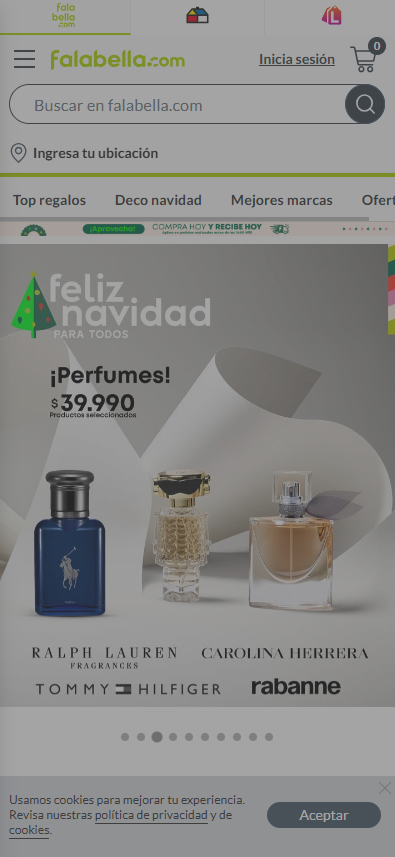 fala
bella
.com
falabella.com
Inicia sesión
0
Buscar en falabella.com
Ingresa tu ubicación
Top regalos
Deco navidad
Mejores marcas
Ofert
¡Aprovecha!
COMPRA HOY Y RECIBE HOY
feliz
navidad
PARA TODOS
¡Perfumes!
$ 39.990
Productos seleccionados
RALPH LAUREN
FRAGRANCES
CAROLINA HERRERA
TOMMY HILFIGER
rabanne
Usamos cookies para mejorar tu experiencia.
Revisa nuestras política de privacidad y de
cookies.
Aceptar